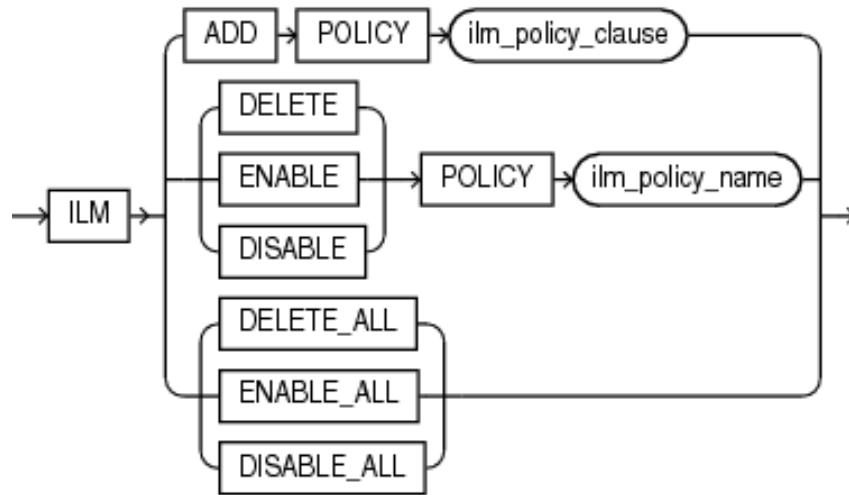 ADD POLICY ilm_policy_clause
DELETE
ILM ENABLE POLICY ilm_policy_name
DISABLE
DELETE_ALL
ENABLE_ALL
DISABLE_ALL